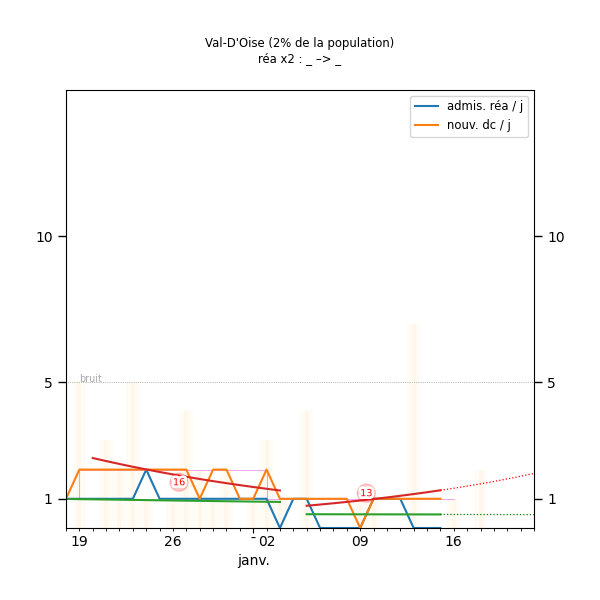 Val-D'Oise (2% de la population)
réa x2 : _ –> _
admis. réa / j
nouv. dc / j
10 10
5 5
bruit
16
13
1 1
19 26 - 02 09 16
janv.